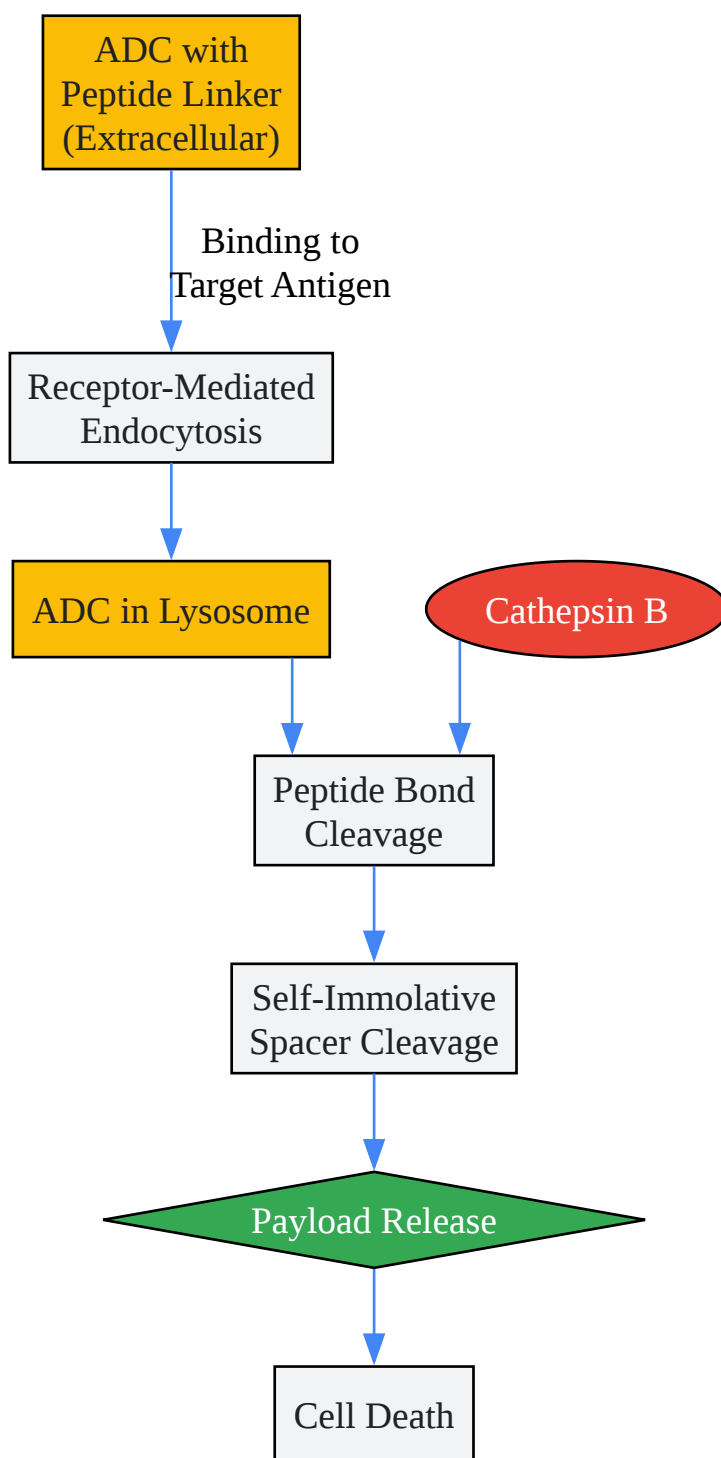 ADC with
Peptide Linker
(Extracellular)
Binding to
Target Antigen
Receptor-Mediated
Endocytosis
ADC in Lysosome
Cathepsin B
Peptide Bond
Cleavage
Self-Immolative
Spacer Cleavage
Payload Release
Cell Death